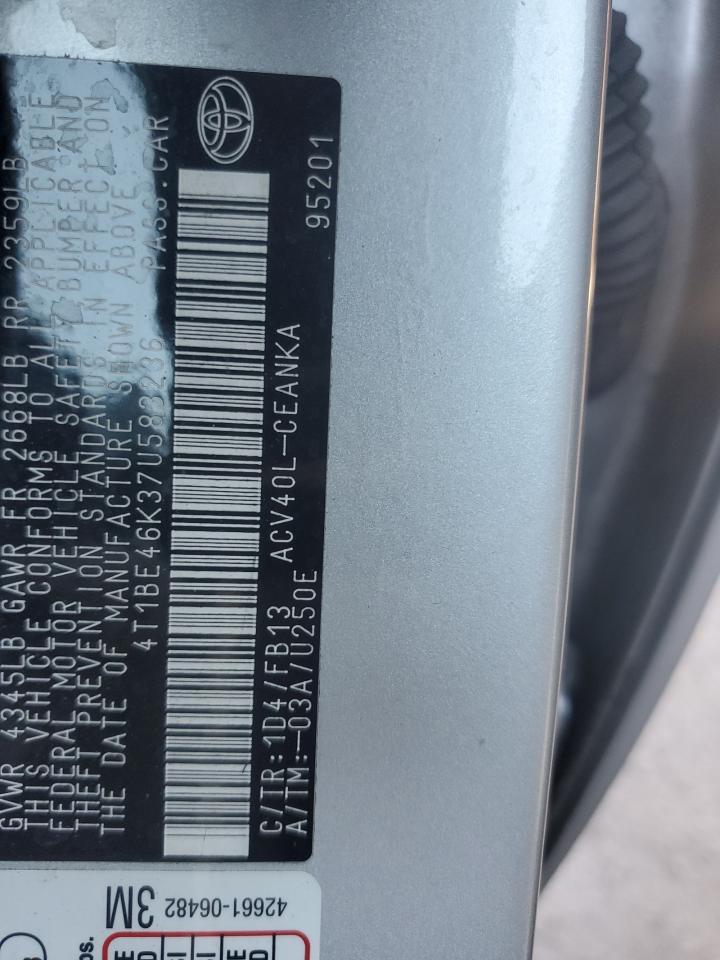 GVWR 4345LB GAWR FR 2668LB RR 2359LB
THIS VEHICLE CONFORMS TO ALL APPLICABLE
FEDERAL MOTOR VEHICLE SAFETY, BUMPER AND
THEFT PREVENTION STANDARDS IN EFFECT ON
THE DATE OF MANUFACTURE SHOWN ABOVE.
4T1BE46K37U583236 PASS.CAR
C/TR:1D4/FB13 ACV40L-CEANKA
A/TM:-03A/U250E 95201
3M 42661-06482